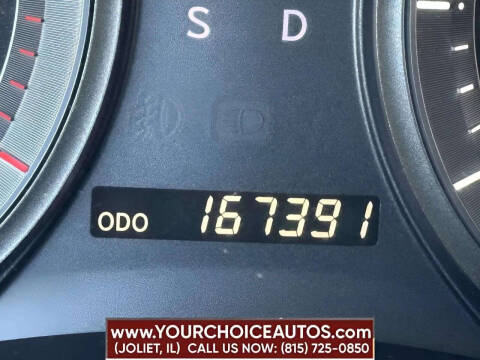 S D
ODO 167391
WWW.YOURCHOICEAUTOS.COM
(JOLIET, IL) CALL US NOW: (815) 725-0850